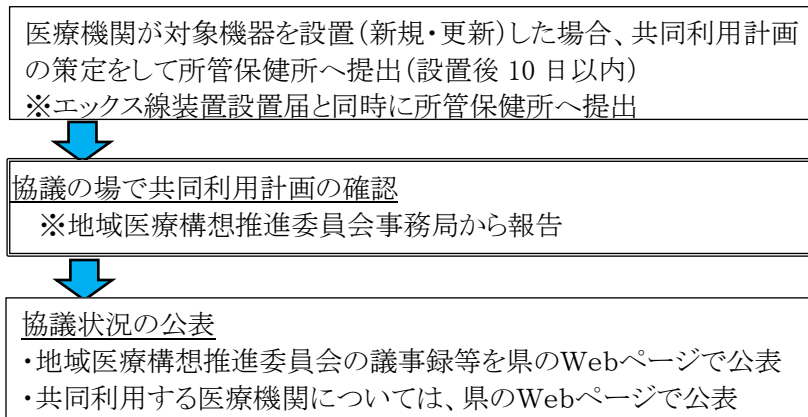 医療機関が対象機器を設置(新規・更新)した場合、共同利用計画
の策定をして所管保健所へ提出(設置後 10 日以内)
※エックス線装置設置届と同時に所管保健所へ提出
協議の場で共同利用計画の確認
※地域医療構想推進委員会事務局から報告
協議状況の公表
・地域医療構想推進委員会の議事録等を県のWebページで公表
・共同利用する医療機関については、県のWebページで公表